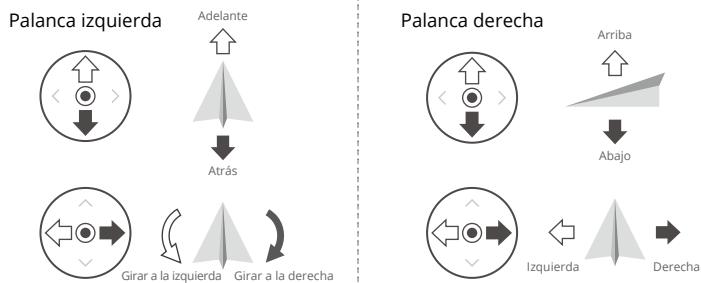 Palanca izquierda
Adelante
Atrás
Girar a la izquierda
Girar a la derecha
Palanca derecha
Arriba
Abajo
Izquierda
Derecha